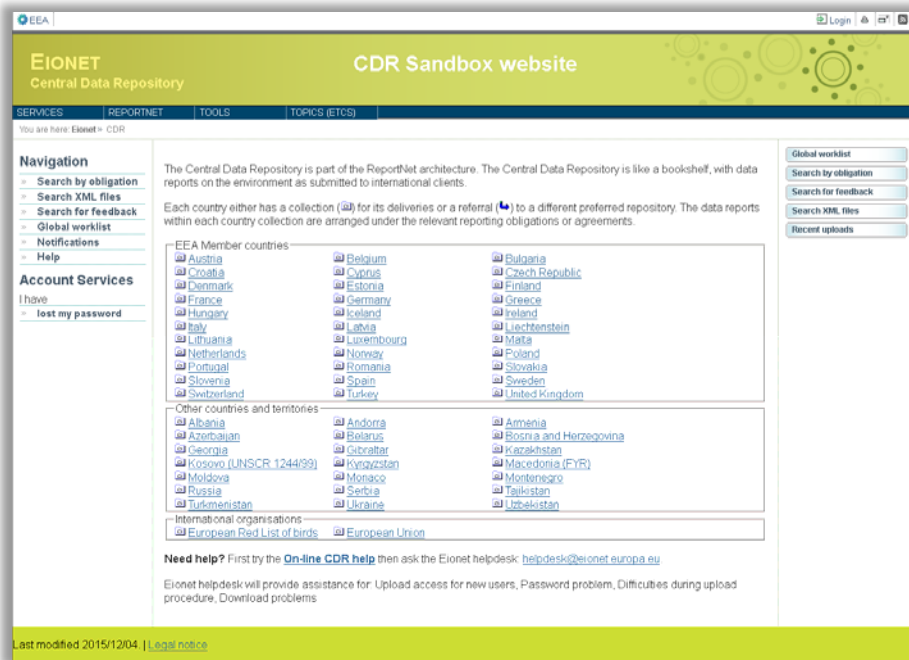 EEA
Login
EIONET
Central Data Repository
CDR Sandbox website
SERVICES REPORTNET TOOLS TOPICS (ETCS)
You are here: Eionet » CDR
Navigation
» Search by obligation
» Search XML files
» Search for feedback
» Global worklist
» Notifications
» Help
Account Services
I have
» lost my password
The Central Data Repository is part of the ReportNet architecture. The Central Data Repository is like a bookshelf, with data
reports on the environment as submitted to international clients.
Each country either has a collection ( ) for its deliveries or a referral ( ) to a different preferred repository. The data reports
within each country collection are arranged under the relevant reporting obligations or agreements.
EEA Member countries
Austria Belgium Bulgaria
Croatia Cyprus Czech Republic
Denmark Estonia Finland
France Germany Greece
Hungary Iceland Ireland
Italy Latvia Liechtenstein
Lithuania Luxembourg Malta
Netherlands Norway Poland
Portugal Romania Slovakia
Slovenia Spain Sweden
Switzerland Turkey United Kingdom
Other countries and territories
Albania Andorra Armenia
Azerbaijan Belarus Bosnia and Herzegovina
Georgia Gibraltar Kazakhstan
Kosovo (UNSCR 1244/99) Kyrgyzstan Macedonia (FYR)
Moldova Monaco Montenegro
Russia Serbia Tajikistan
Turkmenistan Ukraine Uzbekistan
International organisations
European Red List of birds European Union
Need help? First try the On-line CDR help then ask the Eionet helpdesk: helpdesk@eionet.europa.eu
Eionet helpdesk will provide assistance for: Upload access for new users, Password problem, Difficulties during upload
procedure, Download problems
Global worklist
Search by obligation
Search for feedback
Search XML files
Recent uploads
Last modified 2015/12/04. | Legal notice